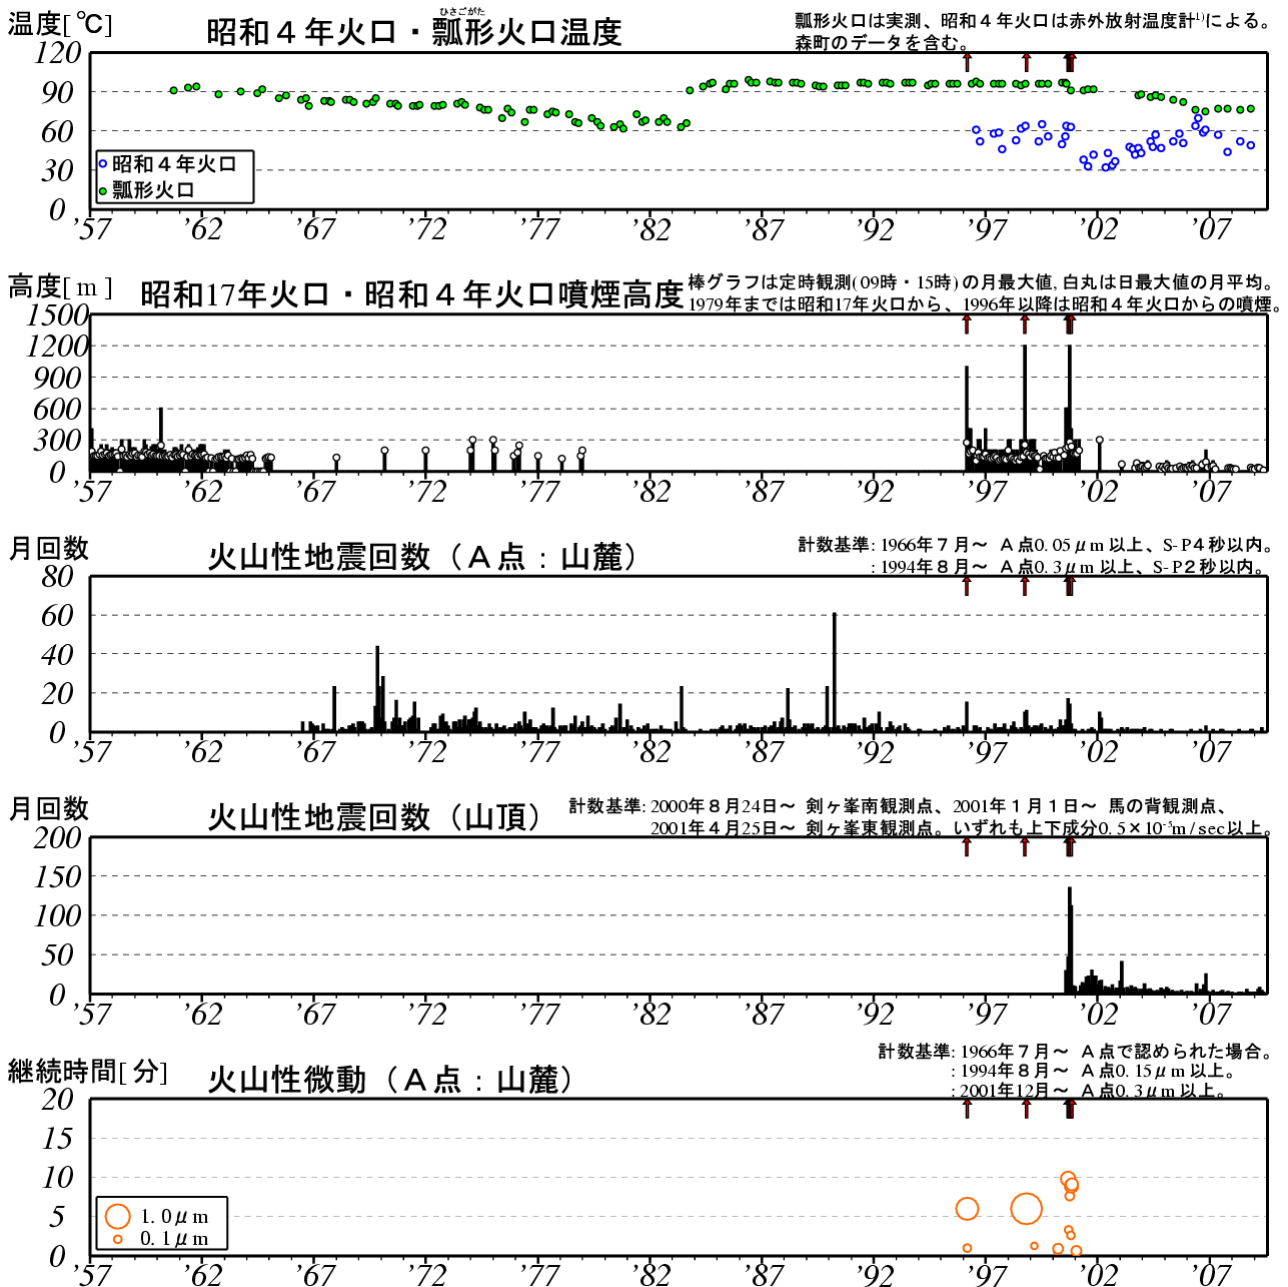 温度[℃]
ひさごがた
昭和４年火口・瓢形火口温度
瓢形火口は実測、昭和４年火口は赤外放射温度計¹⁾による。
森町のデータを含む。
120
90
60
30
0
昭和４年火口
瓢形火口
'57 '62 '67 '72 '77 '82 '87 '92 '97 '02 '07
高度[ｍ]
昭和17年火口・昭和４年火口噴煙高度
棒グラフは定時観測(09時・15時)の月最大値,白丸は日最大値の月平均。
1979年までは昭和17年火口から、1996年以降は昭和４年火口からの噴煙。
1500
1200
900
600
300
0
'57 '62 '67 '72 '77 '82 '87 '92 '97 '02 '07
月回数
火山性地震回数（Ａ点：山麓）
計数基準: 1966年７月～ Ａ点0.05μm以上、S-P４秒以内。
: 1994年８月～ Ａ点0.3μm以上、S-P２秒以内。
80
60
40
20
0
'57 '62 '67 '72 '77 '82 '87 '92 '97 '02 '07
月回数
火山性地震回数（山頂）
計数基準: 2000年８月24日～ 剣ヶ峯南観測点、2001年１月１日～ 馬の背観測点、
2001年４月25日～ 剣ヶ峯東観測点。いずれも上下成分0.5×10⁻⁵m/sec以上。
200
150
100
50
0
'57 '62 '67 '72 '77 '82 '87 '92 '97 '02 '07
継続時間[分]
火山性微動（Ａ点：山麓）
計数基準: 1966年７月～ Ａ点で認められた場合。
: 1994年８月～ Ａ点0.15μm以上。
: 2001年12月～ Ａ点0.3μm以上。
20
15
10
5
0
1.0μm
0.1μm
'57 '62 '67 '72 '77 '82 '87 '92 '97 '02 '07